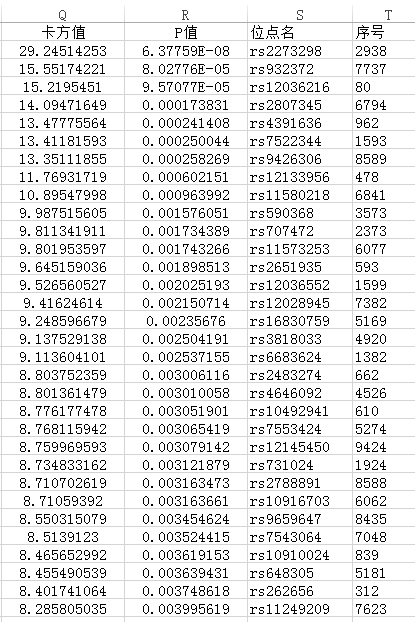 Q R S T
卡方值 P值 位点名 序号
29.24514253 6.37759E-08 rs2273298 2938
15.55174221 8.02776E-05 rs932372 7737
15.2195451 9.57077E-05 rs12036216 80
14.09471649 0.000173831 rs2807345 6794
13.47775564 0.000241408 rs4391636 962
13.41181593 0.000250044 rs7522344 1593
13.35111855 0.000258269 rs9426306 8589
11.76931719 0.000602151 rs12133956 478
10.89547998 0.000963992 rs11580218 6841
9.987515605 0.001576051 rs590368 3573
9.811341911 0.001734389 rs707472 2373
9.801953597 0.001743266 rs11573253 6077
9.645159036 0.001898513 rs2651935 593
9.526560527 0.002025193 rs12036552 1599
9.41624614 0.002150714 rs12028945 7382
9.248596679 0.00235676 rs16830759 5169
9.137529138 0.002504191 rs3818033 4920
9.113604101 0.002537155 rs6683624 1382
8.803752359 0.003006116 rs2483274 662
8.801361479 0.003010058 rs4646092 4526
8.776177478 0.003051901 rs10492941 610
8.768115942 0.003065419 rs7553424 5274
8.759969593 0.003079142 rs12145450 9424
8.734833162 0.003121879 rs731024 1924
8.710702619 0.003163473 rs2788891 8588
8.71059392 0.003163661 rs10916703 6062
8.550315079 0.003454624 rs9659647 8435
8.5139123 0.003524415 rs7543064 7048
8.465652992 0.003619153 rs10910024 839
8.455490539 0.003639431 rs648305 5181
8.401741064 0.003748618 rs262656 312
8.285805035 0.003995619 rs11249209 7623